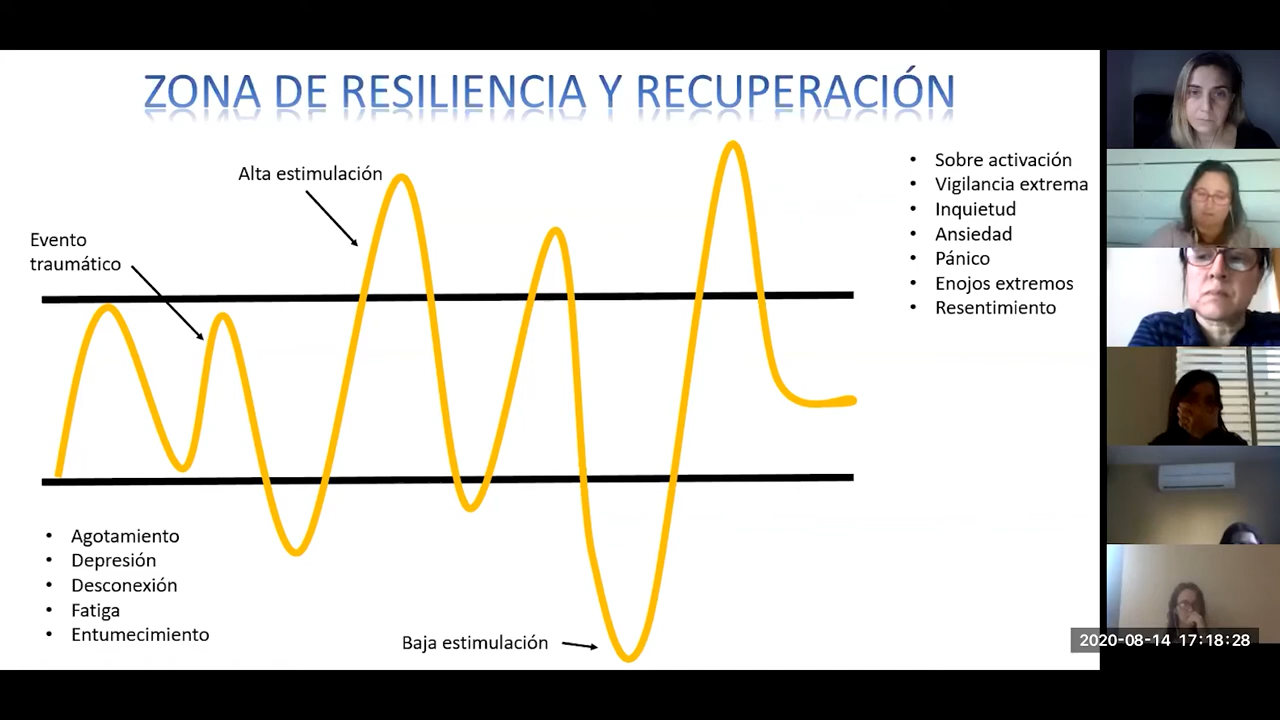 ZONA DE RESILIENCIA Y RECUPERACIÓN
Alta estimulación
Evento
traumático
• Sobre activación
• Vigilancia extrema
• Inquietud
• Ansiedad
• Pánico
• Enojos extremos
• Resentimiento
• Agotamiento
• Depresión
• Desconexión
• Fatiga
• Entumecimiento
Baja estimulación
2020-08-14 17:18:28